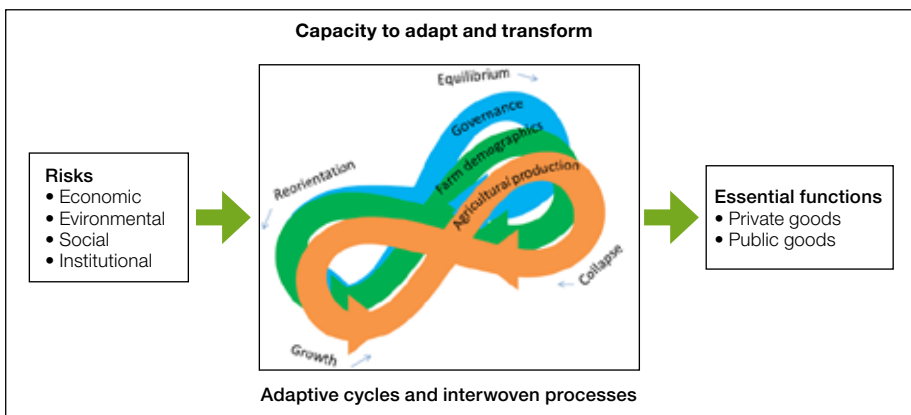 Capacity to adapt and transform
Risks
• Economic
• Evironmental
• Social
• Institutional
Equilibrium
Governance
Farm demographics
Agricultural production
Reorientation
Collapse
Growth
Essential functions
• Private goods
• Public goods
Adaptive cycles and interwoven processes